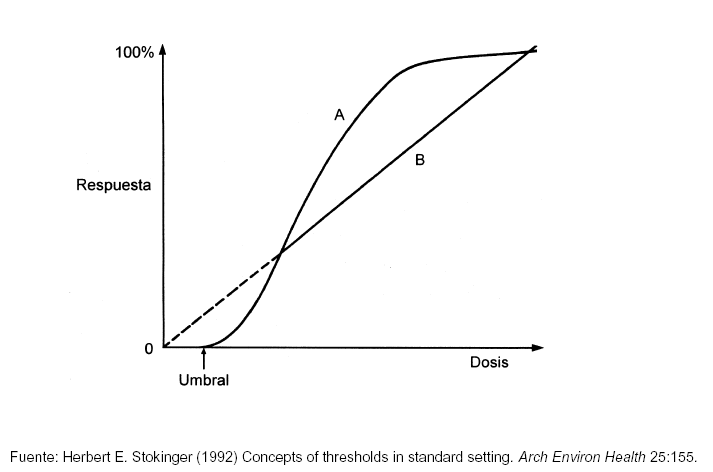 100%
A
B
Respuesta
0
Dosis
Umbral
Fuente: Herbert E. Stokinger (1992) Concepts of thresholds in standard setting. Arch Environ Health 25:155.